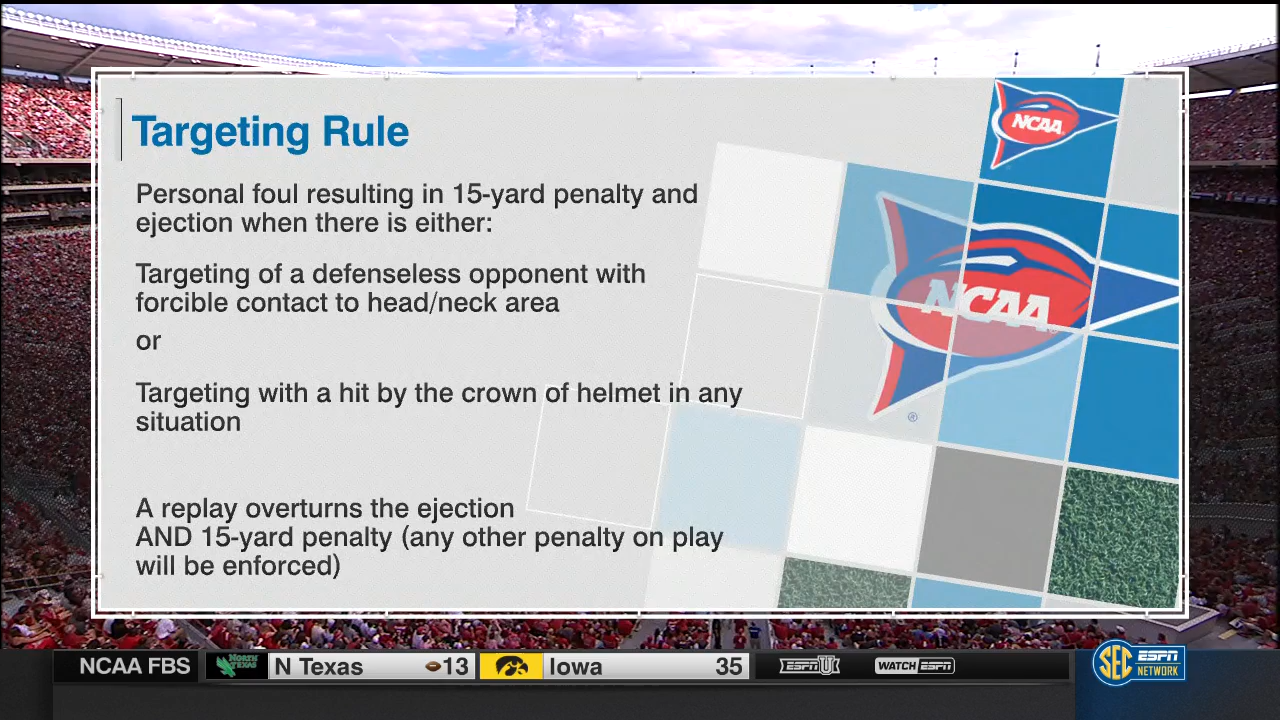 NCAA
Targeting Rule
Personal foul resulting in 15-yard penalty and
ejection when there is either:
NCAA
®
Targeting of a defenseless opponent with
forcible contact to head/neck area
or
Targeting with a hit by the crown of helmet in any
situation
A replay overturns the ejection
AND 15-yard penalty (any other penalty on play
will be enforced)
NCAA FBS
NORTH TEXAS
N Texas 13
Iowa 35
ESPN U
WATCH ESPN
SEC ESPN NETWORK